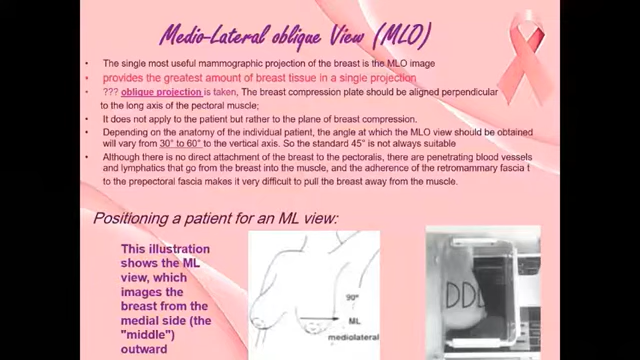 Medio-Lateral oblique View (MLO)
• The single most useful mammographic projection of the breast is the MLO image
• provides the greatest amount of breast tissue in a single projection
• ??? oblique projection is taken, The breast compression plate should be aligned perpendicular
to the long axis of the pectoral muscle;
• It does not apply to the patient but rather to the plane of breast compression.
• Depending on the anatomy of the individual patient, the angle at which the MLO view should be obtained
will vary from 30° to 60° to the vertical axis. So the standard 45° is not always suitable
• Although there is no direct attachment of the breast to the pectoralis, there are penetrating blood vessels
and lymphatics that go from the breast into the muscle, and the adherence of the retromammary fascia t
to the prepectoral fascia makes it very difficult to pull the breast away from the muscle.
Positioning a patient for an ML view:
This illustration
shows the ML
view, which
images the
breast from the
medial side (the
"middle")
outward
90°
ML
mediolateral